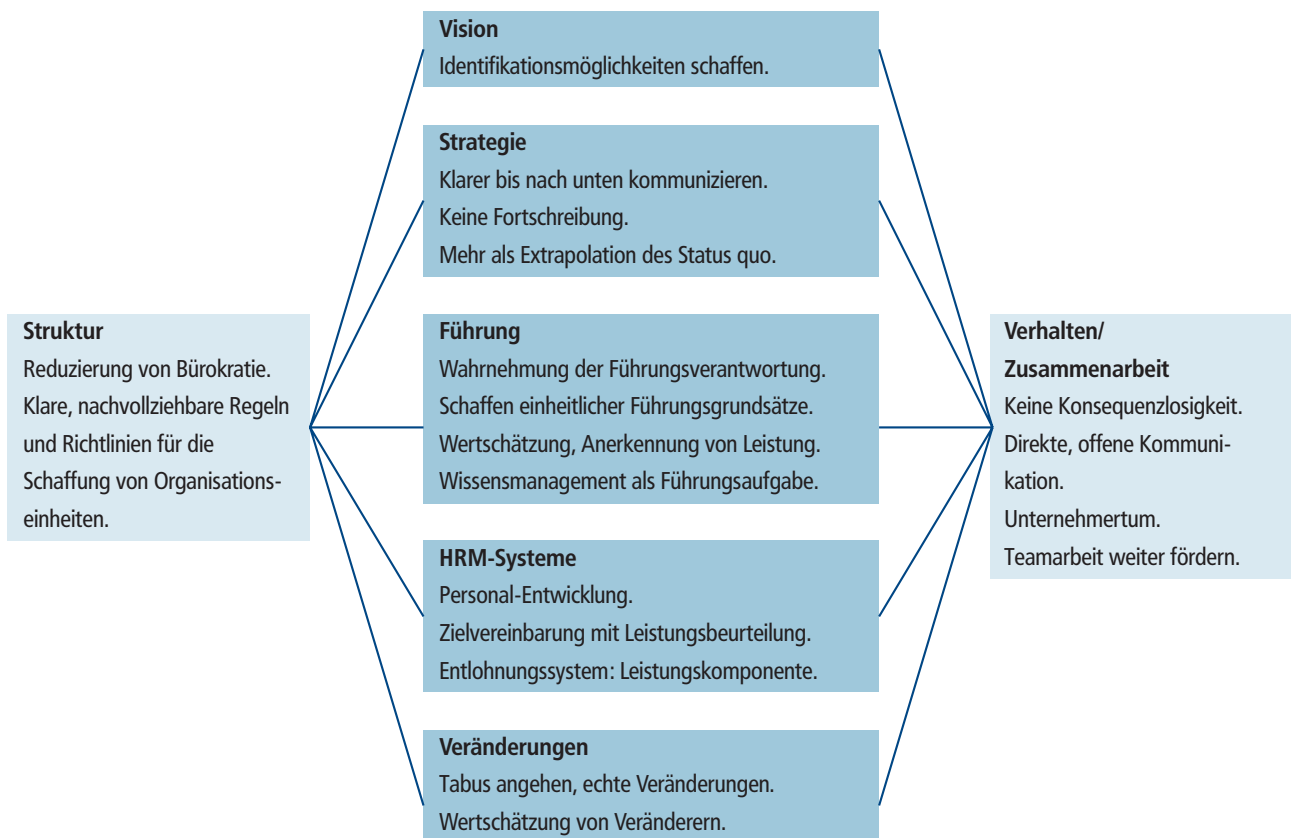 Vision
Identifikationsmöglichkeiten schaffen.
Strategie
Klarer bis nach unten kommunizieren.
Keine Fortschreibung.
Mehr als Extrapolation des Status quo.
Struktur
Reduzierung von Bürokratie.
Klare, nachvollziehbare Regeln
und Richtlinien für die
Schaffung von Organisations-
einheiten.
Führung
Wahrnehmung der Führungsverantwortung.
Schaffen einheitlicher Führungsgrundsätze.
Wertschätzung, Anerkennung von Leistung.
Wissensmanagement als Führungsaufgabe.
Verhalten/
Zusammenarbeit
Keine Konsequenzlosigkeit.
Direkte, offene Kommuni-
kation.
Unternehmertum.
Teamarbeit weiter fördern.
HRM-Systeme
Personal-Entwicklung.
Zielvereinbarung mit Leistungsbeurteilung.
Entlohnungssystem: Leistungskomponente.
Veränderungen
Tabus angehen, echte Veränderungen.
Wertschätzung von Veränderern.